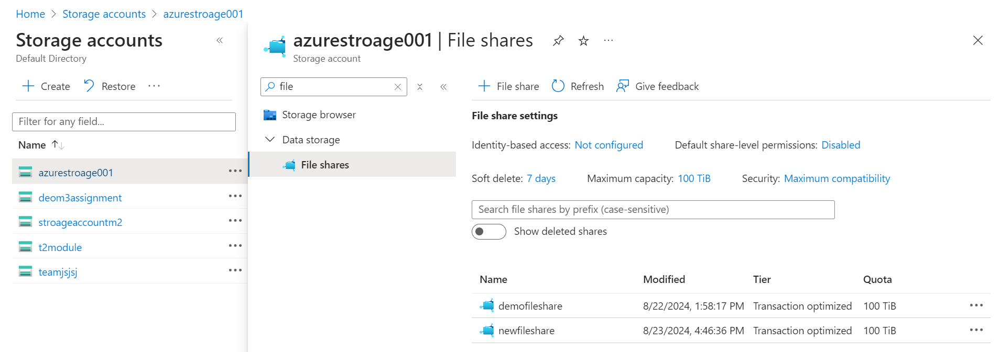 Home > Storage accounts > azurestroage001
Storage accounts
Default Directory
Create Restore
Filter for any field...
Name
azurestroage001
deom3assignment
stroageaccountm2
t2module
teamjsjsj
azurestroage001 | File shares
Storage account
file
Storage browser
Data storage
File shares
File share Refresh Give feedback
File share settings
Identity-based access: Not configured Default share-level permissions: Disabled
Soft delete: 7 days Maximum capacity: 100 TiB Security: Maximum compatibility
Search file shares by prefix (case-sensitive)
Show deleted shares
Name Modified Tier Quota
demofileshare 8/22/2024, 1:58:17 PM Transaction optimized 100 TiB
newfileshare 8/23/2024, 4:46:36 PM Transaction optimized 100 TiB